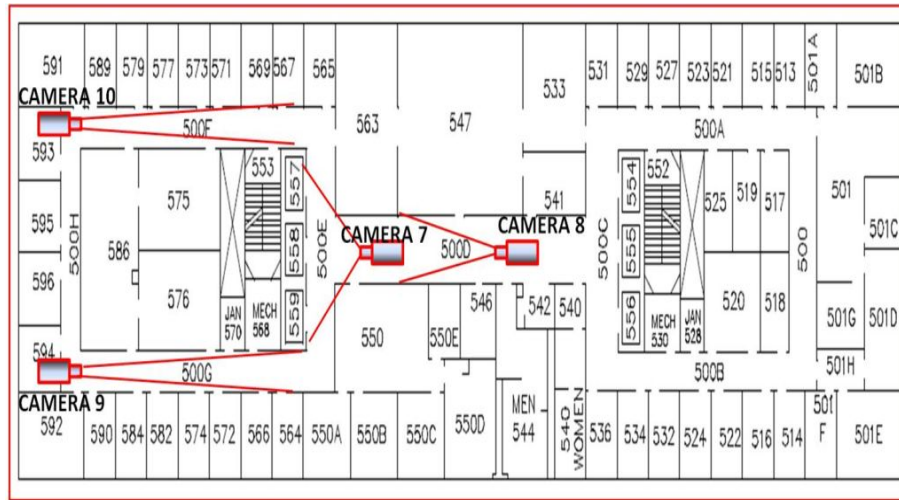 591 589 579 577 573 571 569 567 565 563 547 533 531 529 527 523 521 515 513 501A 501B
CAMERA 10
500F 500A
593 575 553 557 541 552 554 525 519 517 501 501C
595 500H 586 558 500E CAMERA 7 500D CAMERA 8 500C 555 500
596 576 JAN 570 MECH 568 559 550 550E 546 542 540 556 MECH 530 JAN 528 520 518 501G 501D
594 500G 500B 501H
CAMERA 9
592 590 584 582 574 572 566 564 550A 550B 550C 550D MEN 544 540 WOMEN 536 534 532 524 522 516 514 501 F 501E